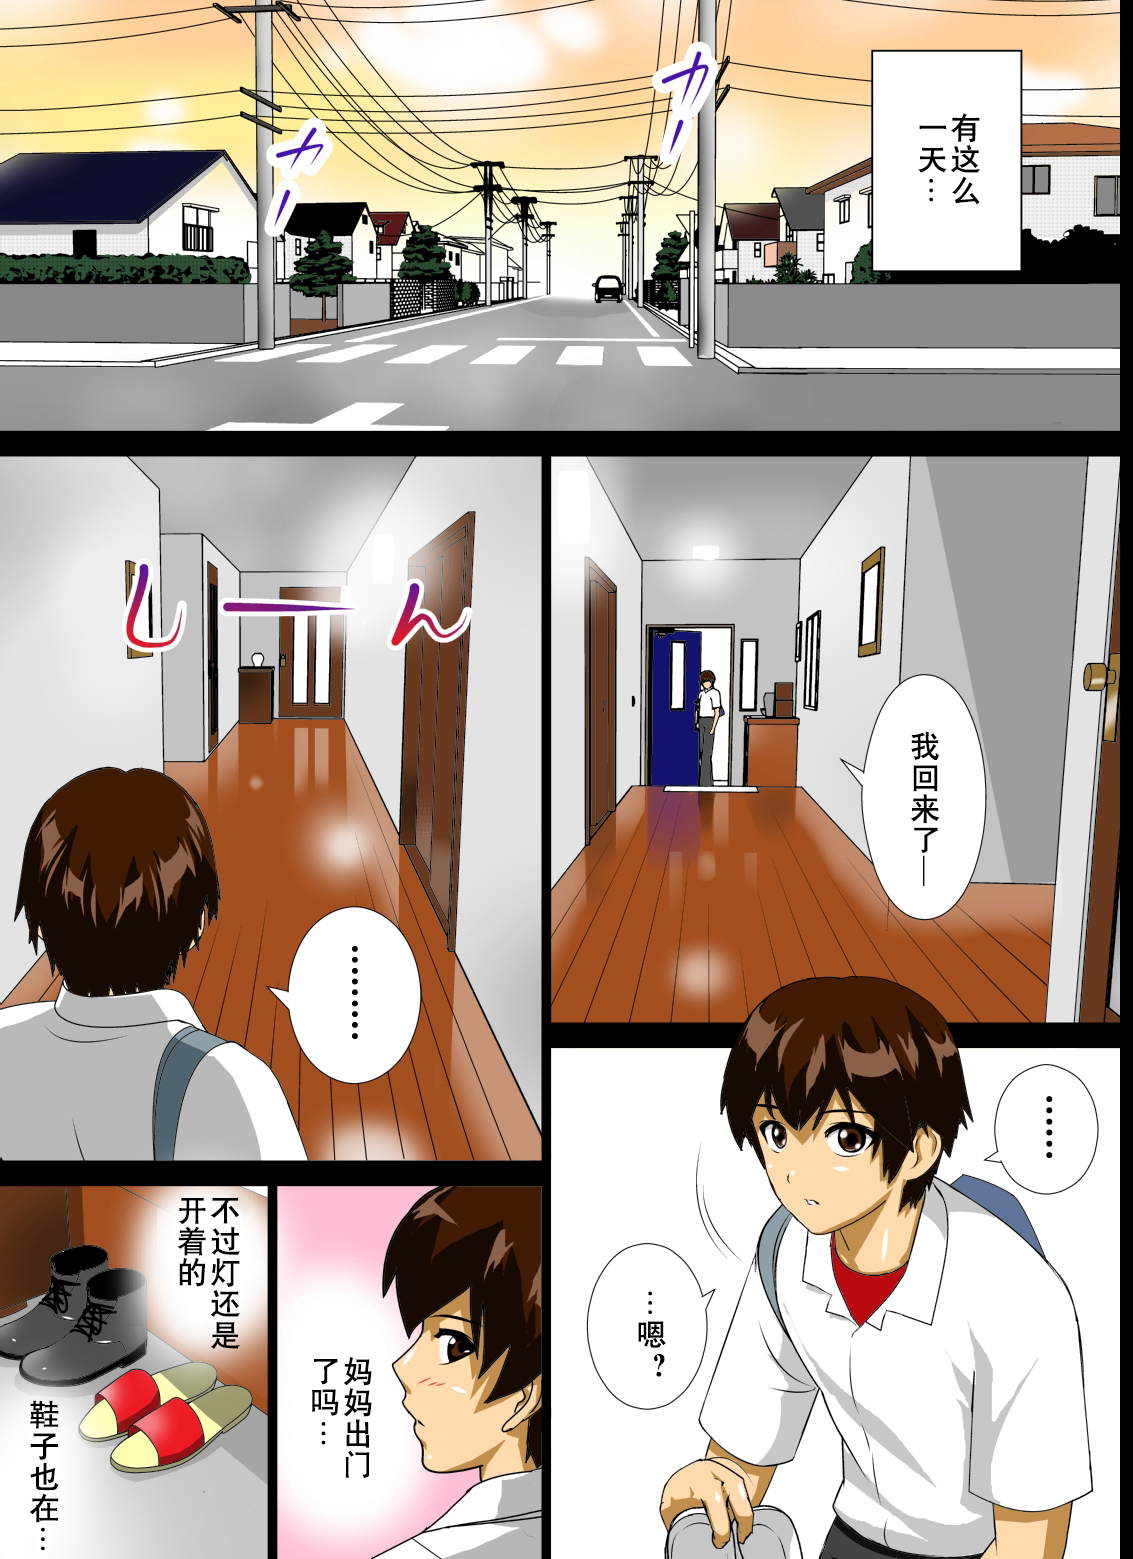 有这么
一天…
カー
カー
我回来了—
しーん
………
……
…嗯?
妈妈出门
了吗…
不过灯还是
开着的
鞋子也在…